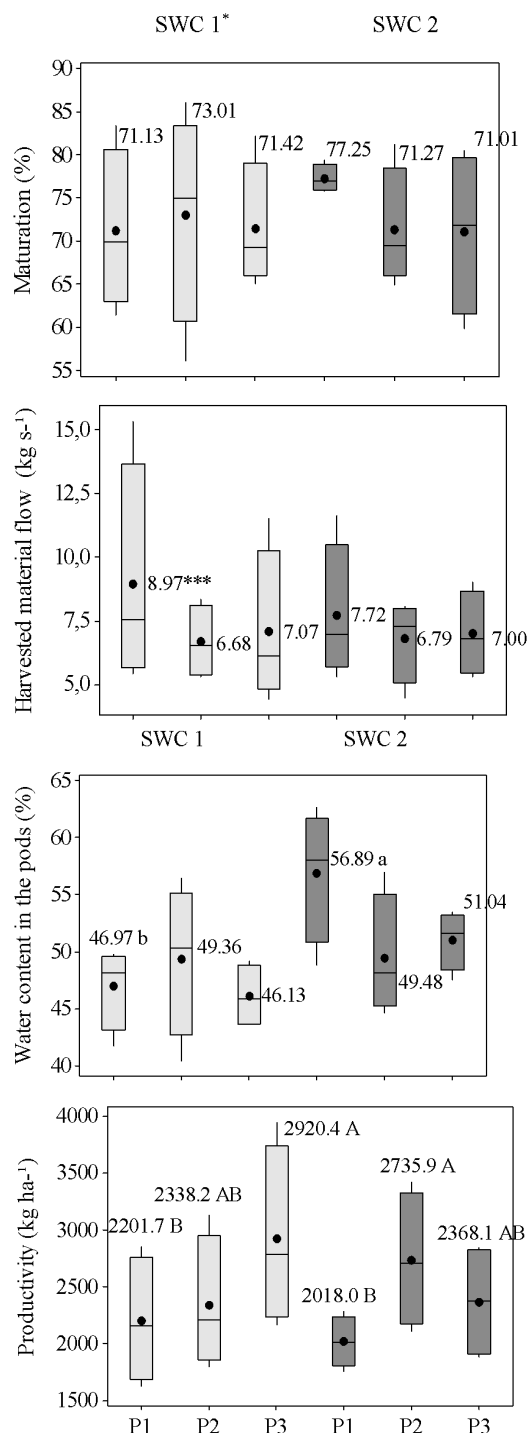 SWC 1* SWC 2
Maturation (%)
90
85
80
75
70
65
60
55
71.13
73.01
71.42
77.25
71.27
71.01
Harvested material flow (kg s-¹)
15,0
12,5
10,0
7,5
5,0
8.97***
6.68
7.07
7.72
6.79
7.00
SWC 1 SWC 2
Water content in the pods (%)
65
60
55
50
45
40
46.97 b
49.36
46.13
56.89 a
49.48
51.04
Productivity (kg ha-¹)
4000
3500
3000
2500
2000
1500
2201.7 B
2338.2 AB
2920.4 A
2018.0 B
2735.9 A
2368.1 AB
P1 P2 P3 P1 P2 P3